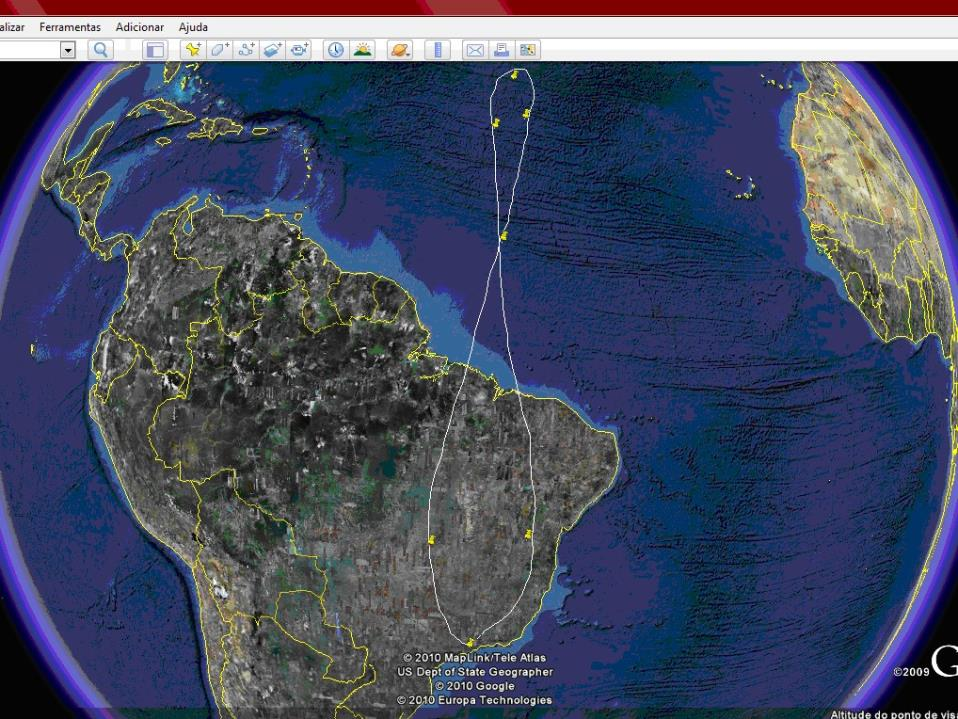 alizar Ferramentas Adicionar Ajuda
© 2010 MapLink/Tele Atlas
US Dept of State Geographer
© 2010 Google
© 2010 Europa Technologies
©2009 G
Altitude do ponto de vis